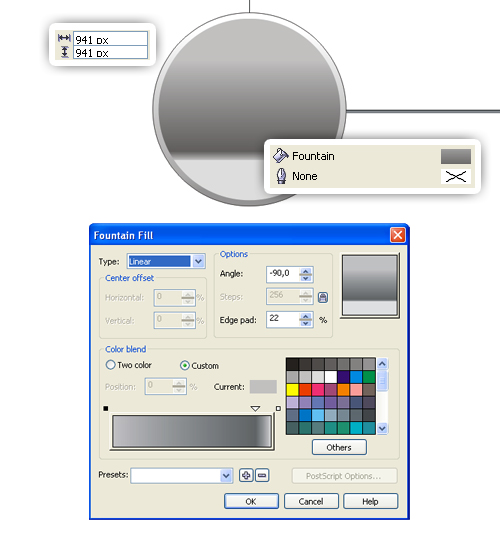 941 px
941 px
Fountain
None
Fountain Fill
Type: Linear
Options
Angle: -90,0
Center offset
Horizontal: 0 %
Steps: 256
Vertical: 0 %
Edge pad: 22 %
Color blend
Two color Custom
Position: 0 % Current:
Others
Presets: PostScript Options...
OK Cancel Help